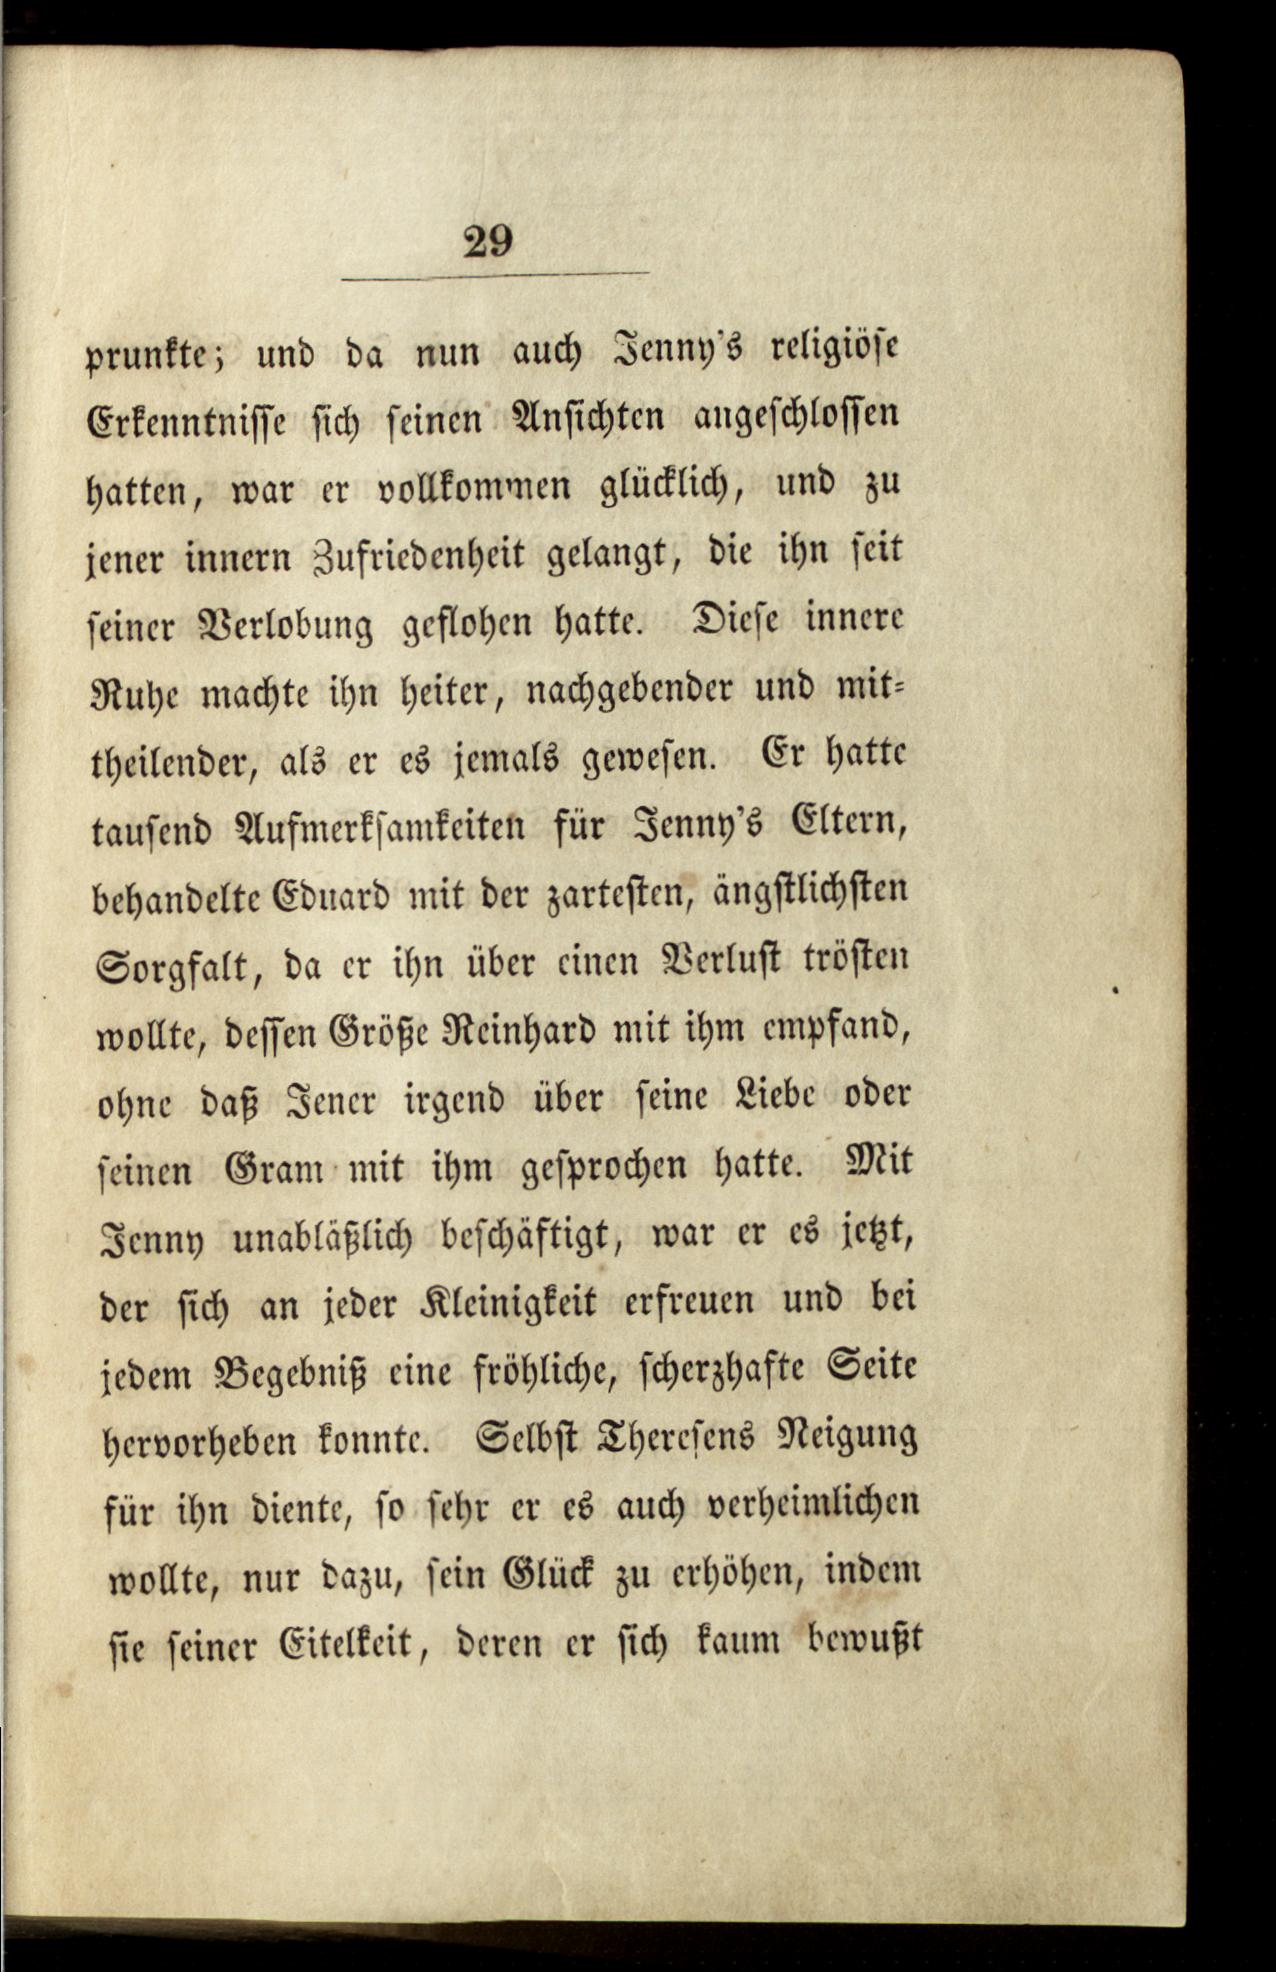 29
prunkte; und da nun auch Jenny's religiöse
Erkenntnisse sich seinen Ansichten angeschlossen
hatten, war er vollkommen glücklich, und zu
jener innern Zufriedenheit gelangt, die ihn seit
seiner Verlobung geflohen hatte. Diese innere
Ruhe machte ihn heiter, nachgebender und mit-
theilender, als er es jemals gewesen. Er hatte
tausend Aufmerksamkeiten für Jenny's Eltern,
behandelte Eduard mit der zartesten, ängstlichsten
Sorgfalt, da er ihn über einen Verlust trösten
wollte, dessen Größe Reinhard mit ihm empfand,
ohne daß Jener irgend über seine Liebe oder
seinen Gram mit ihm gesprochen hatte. Mit
Jenny unabläßlich beschäftigt, war er es jetzt,
der sich an jeder Kleinigkeit erfreuen und bei
jedem Begebniß eine fröhliche, scherzhafte Seite
hervorheben konnte. Selbst Theresens Neigung
für ihn diente, so sehr er es auch verheimlichen
wollte, nur dazu, sein Glück zu erhöhen, indem
sie seiner Eitelkeit, deren er sich kaum bewußt